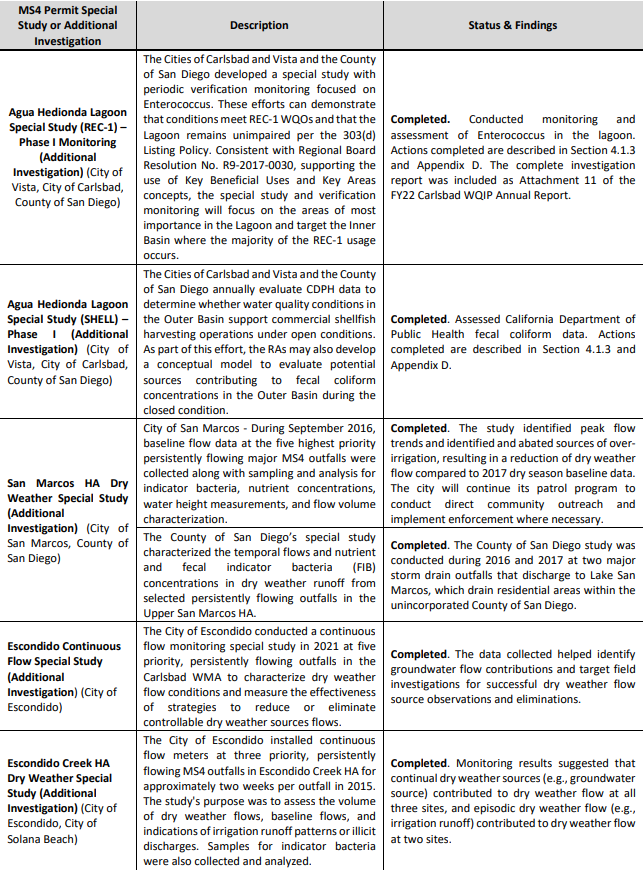 MS4 Permit Special
Study or Additional
Investigation
Description
Status & Findings
Agua Hedionda Lagoon
Special Study (REC-1) –
Phase I Monitoring
(Additional
Investigation) (City of
Vista, City of Carlsbad,
County of San Diego)
The Cities of Carlsbad and Vista and the County
of San Diego developed a special study with
periodic verification monitoring focused on
Enterococcus. These efforts can demonstrate
that conditions meet REC-1 WQOs and that the
Lagoon remains unimpaired per the 303(d)
Listing Policy. Consistent with Regional Board
Resolution No. R9-2017-0030, supporting the
use of Key Beneficial Uses and Key Areas
concepts, the special study and verification
monitoring will focus on the areas of most
importance in the Lagoon and target the Inner
Basin where the majority of the REC-1 usage
occurs.
Completed. Conducted monitoring and
assessment of Enterococcus in the lagoon.
Actions completed are described in Section 4.1.3
and Appendix D. The complete investigation
report was included as Attachment 11 of the
FY22 Carlsbad WQIP Annual Report.
Agua Hedionda Lagoon
Special Study (SHELL) –
Phase I (Additional
Investigation) (City of
Vista, City of Carlsbad,
County of San Diego)
The Cities of Carlsbad and Vista and the County
of San Diego annually evaluate CDPH data to
determine whether water quality conditions in
the Outer Basin support commercial shellfish
harvesting operations under open conditions.
As part of this effort, the RAs may also develop
a conceptual model to evaluate potential
sources contributing to fecal coliform
concentrations in the Outer Basin during the
closed condition.
Completed. Assessed California Department of
Public Health fecal coliform data. Actions
completed are described in Section 4.1.3 and
Appendix D.
San Marcos HA Dry
Weather Special Study
(Additional
Investigation) (City of
San Marcos, County of
San Diego)
City of San Marcos - During September 2016,
baseline flow data at the five highest priority
persistently flowing major MS4 outfalls were
collected along with sampling and analysis for
indicator bacteria, nutrient concentrations,
water height measurements, and flow volume
characterization.
Completed. The study identified peak flow
trends and identified and abated sources of over-
irrigation, resulting in a reduction of dry weather
flow compared to 2017 dry season baseline data.
The city will continue its patrol program to
conduct direct community outreach and
implement enforcement where necessary.
The County of San Diego's special study
characterized the temporal flows and nutrient
and fecal indicator bacteria (FIB)
concentrations in dry weather runoff from
selected persistently flowing outfalls in the
Upper San Marcos HA.
Completed. The County of San Diego study was
conducted during 2016 and 2017 at two major
storm drain outfalls that discharge to Lake San
Marcos, which drain residential areas within the
unincorporated County of San Diego.
Escondido Continuous
Flow Special Study
(Additional
Investigation) (City of
Escondido)
The City of Escondido conducted a continuous
flow monitoring special study in 2021 at five
priority, persistently flowing outfalls in the
Carlsbad WMA to characterize dry weather
flow conditions and measure the effectiveness
of strategies to reduce or eliminate
controllable dry weather sources flows.
Completed. The data collected helped identify
groundwater flow contributions and target field
investigations for successful dry weather flow
source observations and eliminations.
Escondido Creek HA
Dry Weather Special
Study (Additional
Investigation) (City of
Escondido, City of
Solana Beach)
The City of Escondido installed continuous
flow meters at three priority, persistently
flowing MS4 outfalls in Escondido Creek HA for
approximately two weeks per outfall in 2015.
The study's purpose was to assess the volume
of dry weather flows, baseline flows, and
indications of irrigation runoff patterns or illicit
discharges. Samples for indicator bacteria
were also collected and analyzed.
Completed. Monitoring results suggested that
continual dry weather sources (e.g., groundwater
source) contributed to dry weather flow at all
three sites, and episodic dry weather flow (e.g.,
irrigation runoff) contributed to dry weather flow
at two sites.